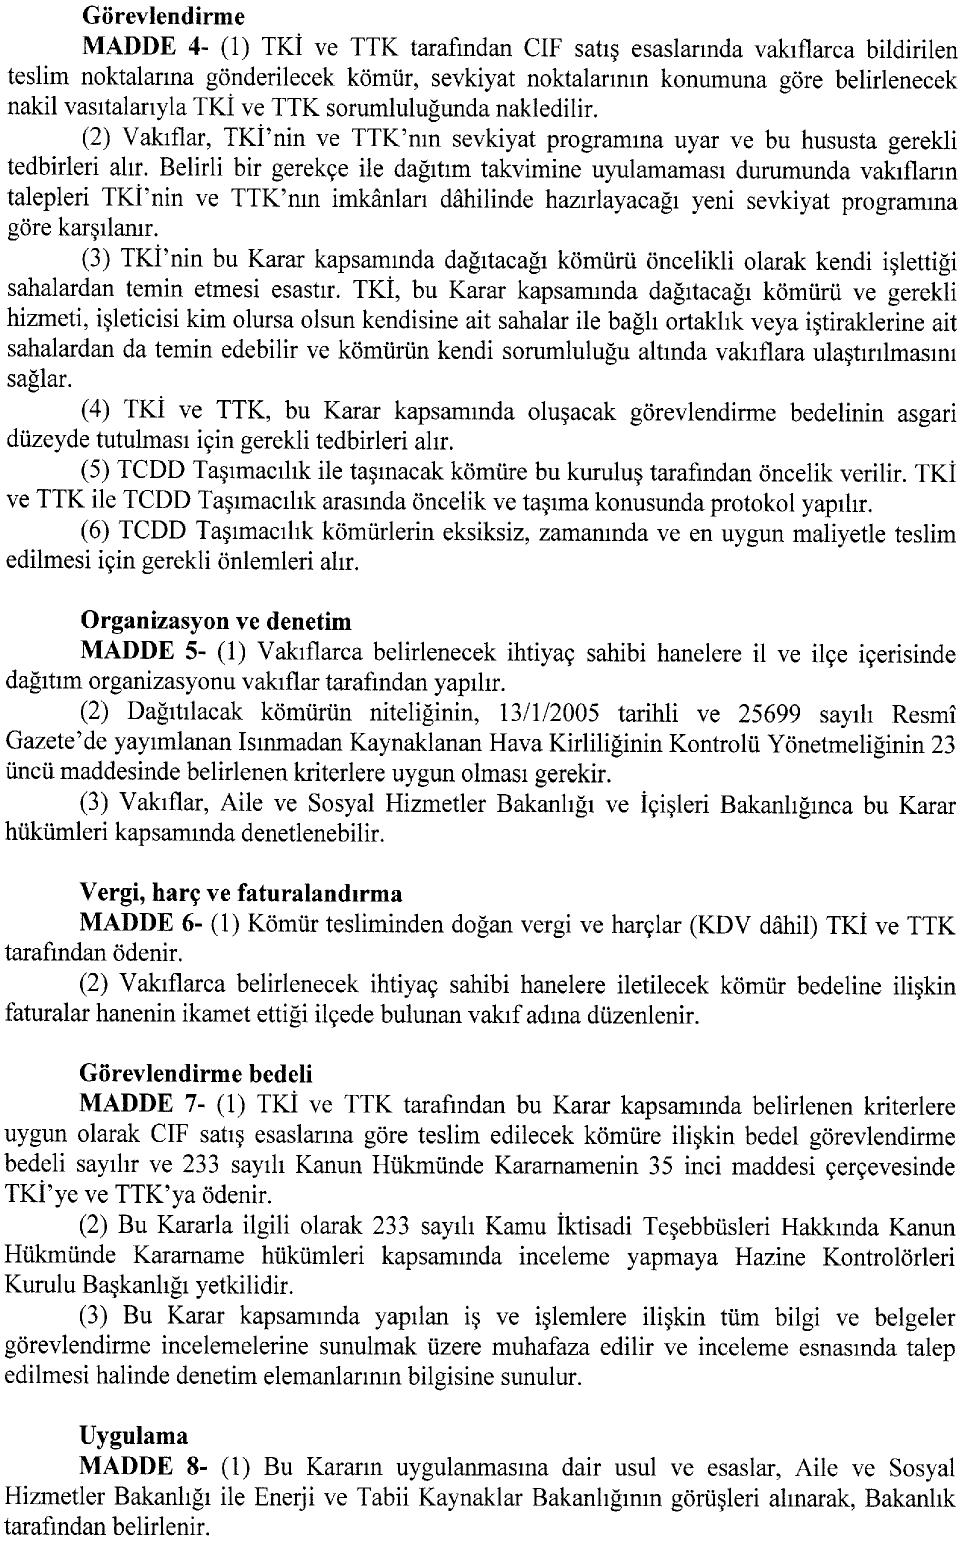 Görevlendirme
MADDE 4- (1) TKİ ve TTK tarafından CIF satış esaslarında vakıflarca bildirilen
teslim noktalarına gönderilecek kömür, sevkiyat noktalarının konumuna göre belirlenecek
nakil vasıtalarıyla TKİ ve TTK sorumluluğunda nakledilir.
(2) Vakıflar, TKİ’nin ve TTK’nın sevkiyat programına uyar ve bu hususta gerekli
tedbirleri alır. Belirli bir gerekçe ile dağıtım takvimine uyulamaması durumunda vakıfların
talepleri TKİ’nin ve TTK’nın imkânları dâhilinde hazırlayacağı yeni sevkiyat programına
göre karşılanır.
(3) TKİ’nin bu Karar kapsamında dağıtacağı kömürü öncelikli olarak kendi işlettiği
sahalardan temin etmesi esastır. TKİ, bu Karar kapsamında dağıtacağı kömürü ve gerekli
hizmeti, işleticisi kim olursa olsun kendisine ait sahalar ile bağlı ortaklık veya iştiraklerine ait
sahalardan da temin edebilir ve kömürün kendi sorumluluğu altında vakıflara ulaştırılmasını
sağlar.
(4) TKİ ve TTK, bu Karar kapsamında oluşacak görevlendirme bedelinin asgari
düzeyde tutulması için gerekli tedbirleri alır.
(5) TCDD Taşımacılık ile taşınacak kömüre bu kuruluş tarafından öncelik verilir. TKİ
ve TTK ile TCDD Taşımacılık arasında öncelik ve taşıma konusunda protokol yapılır.
(6) TCDD Taşımacılık kömürlerin eksiksiz, zamanında ve en uygun maliyetle teslim
edilmesi için gerekli önlemleri alır.
Organizasyon ve denetim
MADDE 5- (1) Vakıflarca belirlenecek ihtiyaç sahibi hanelere il ve ilçe içerisinde
dağıtım organizasyonu vakıflar tarafından yapılır.
(2) Dağıtılacak kömürün niteliğinin, 13/1/2005 tarihli ve 25699 sayılı Resmî
Gazete’de yayımlanan Isınmadan Kaynaklanan Hava Kirliliğinin Kontrolü Yönetmeliğinin 23
üncü maddesinde belirlenen kriterlere uygun olması gerekir.
(3) Vakıflar, Aile ve Sosyal Hizmetler Bakanlığı ve İçişleri Bakanlığınca bu Karar
hükümleri kapsamında denetlenebilir.
Vergi, harç ve faturalandırma
MADDE 6- (1) Kömür tesliminden doğan vergi ve harçlar (KDV dâhil) TKİ ve TTK
tarafından ödenir.
(2) Vakıflarca belirlenecek ihtiyaç sahibi hanelere iletilecek kömür bedeline ilişkin
faturalar hanenin ikamet ettiği ilçede bulunan vakıf adına düzenlenir.
Görevlendirme bedeli
MADDE 7- (1) TKİ ve TTK tarafından bu Karar kapsamında belirlenen kriterlere
uygun olarak CIF satış esaslarına göre teslim edilecek kömüre ilişkin bedel görevlendirme
bedeli sayılır ve 233 sayılı Kanun Hükmünde Kararnamenin 35 inci maddesi çerçevesinde
TKİ’ye ve TTK’ya ödenir.
(2) Bu Kararla ilgili olarak 233 sayılı Kamu İktisadi Teşebbüsleri Hakkında Kanun
Hükmünde Kararname hükümleri kapsamında inceleme yapmaya Hazine Kontrolörleri
Kurulu Başkanlığı yetkilidir.
(3) Bu Karar kapsamında yapılan iş ve işlemlere ilişkin tüm bilgi ve belgeler
görevlendirme incelemelerine sunulmak üzere muhafaza edilir ve inceleme esnasında talep
edilmesi halinde denetim elemanlarının bilgisine sunulur.
Uygulama
MADDE 8- (1) Bu Kararın uygulanmasına dair usul ve esaslar, Aile ve Sosyal
Hizmetler Bakanlığı ile Enerji ve Tabii Kaynaklar Bakanlığının görüşleri alınarak, Bakanlık
tarafından belirlenir.